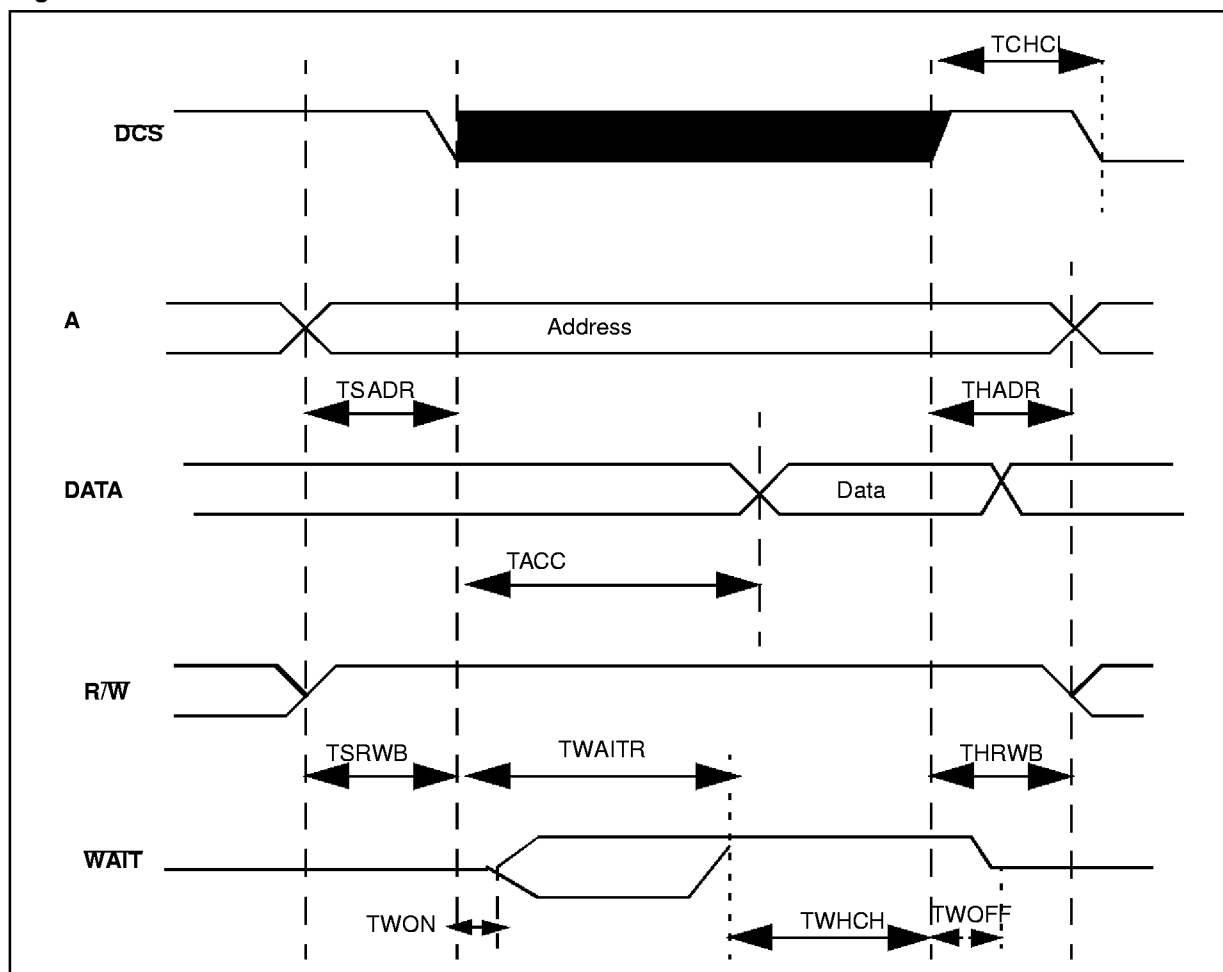 TCHCL
DCS
A
Address
TSADR
THADR
DATA
Data
TACC
R/W
TSRWB
TWAITR
THRWB
WAIT
TWON
TWHCH
TWOFF